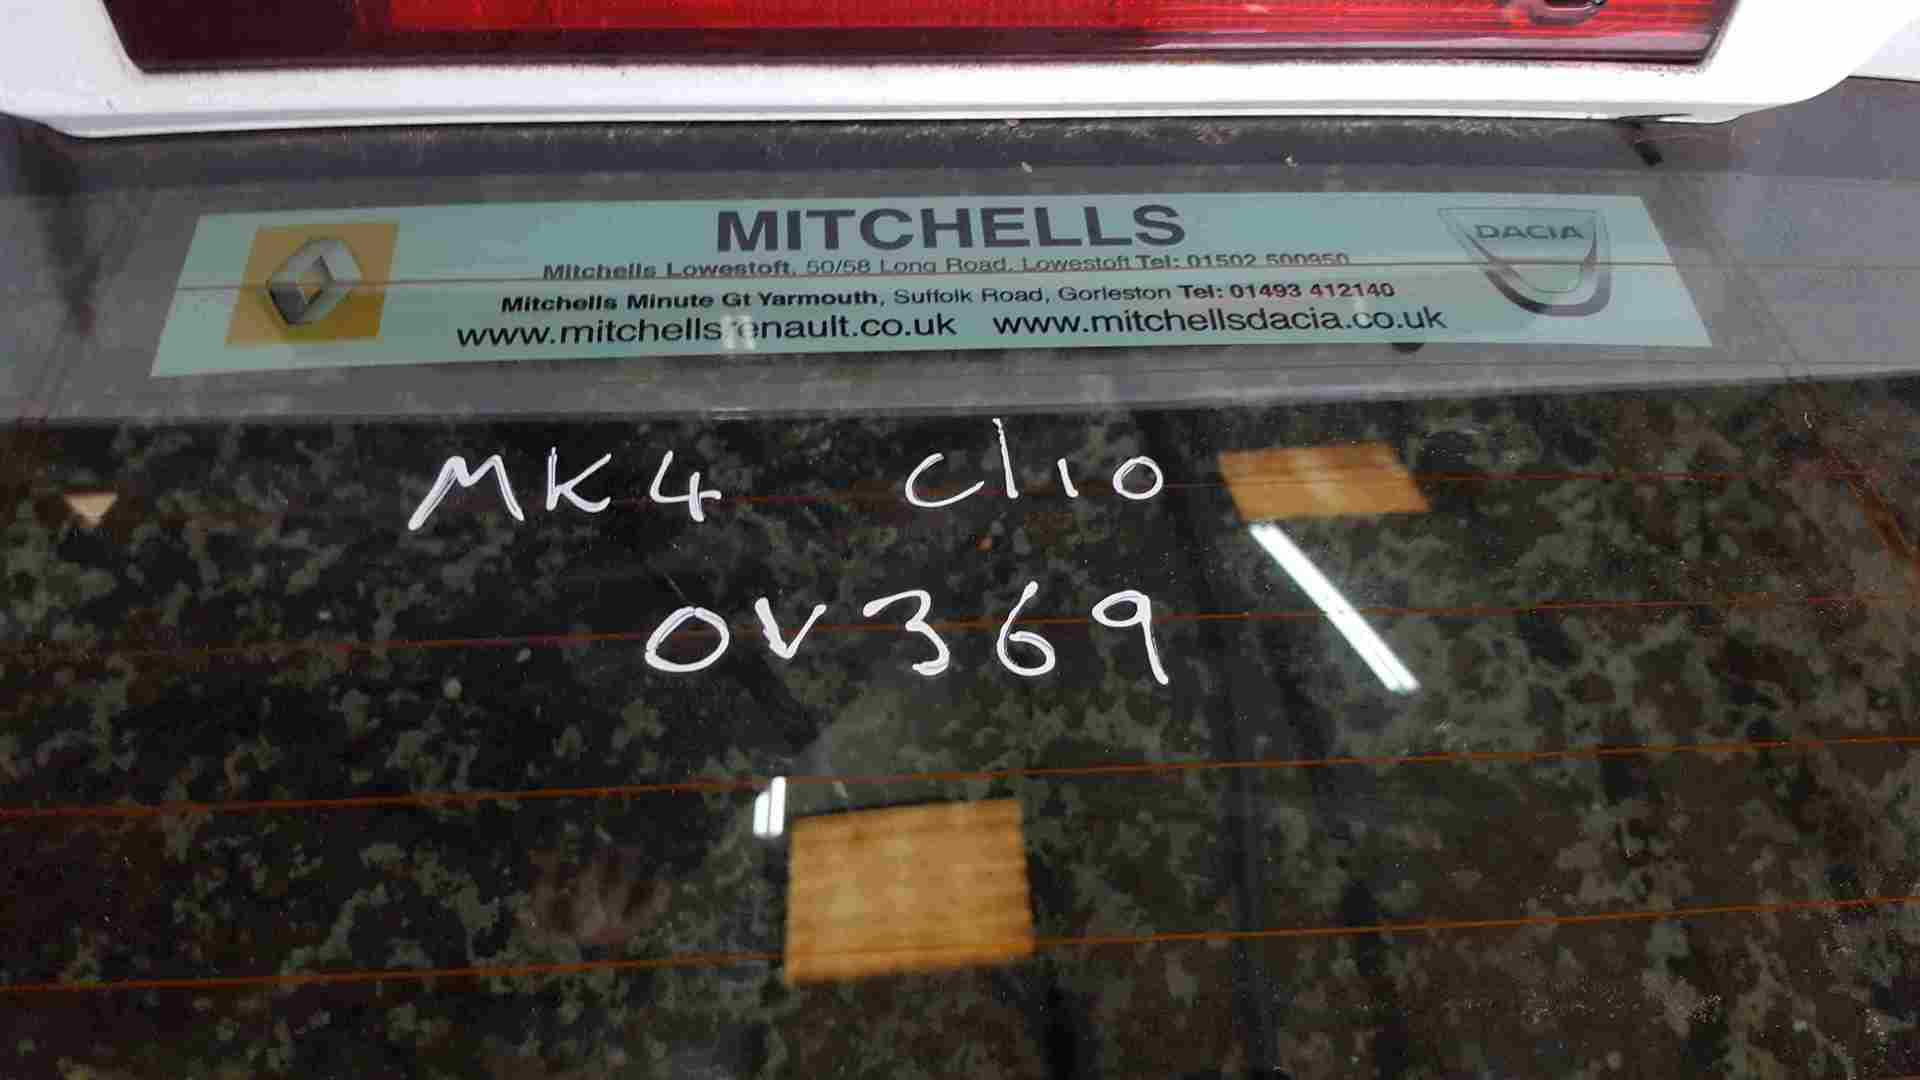 MITCHELLS
DACIA
Mitchells Lowestoft, 50/58 Long Road, Lowestoft Tel: 01502 500950
Mitchells Minute Gt Yarmouth, Suffolk Road, Gorleston Tel: 01493 412140
www.mitchellsrenault.co.uk www.mitchellsdacia.co.uk
MK4 Clio
OV369